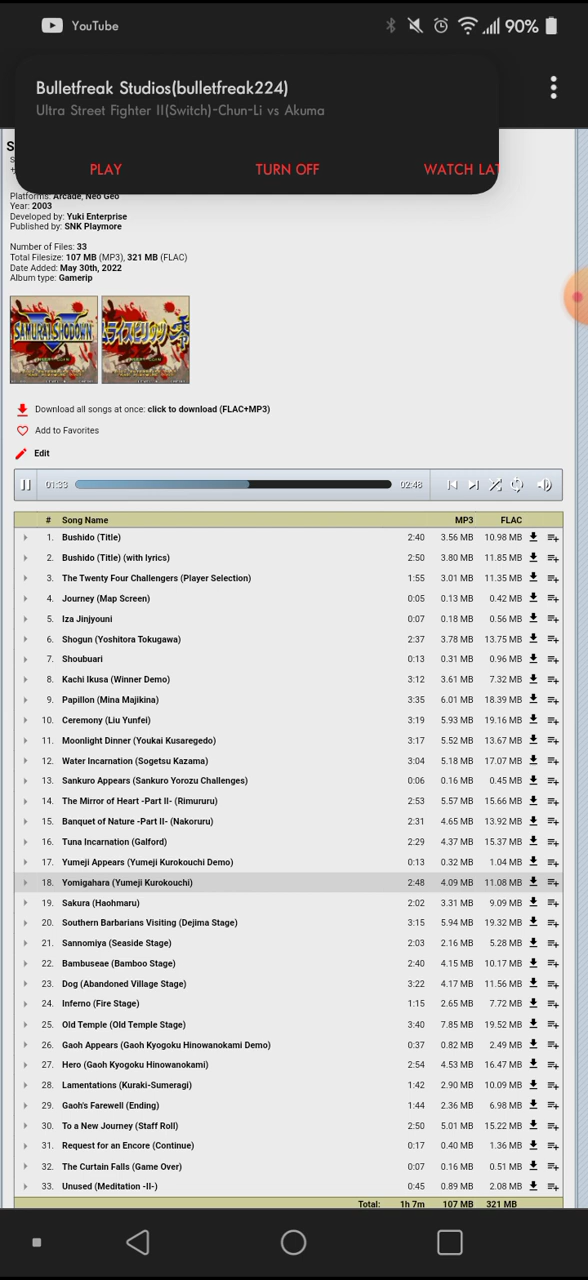 YouTube
90%
Bulletfreak Studios(bulletfreak224)
Ultra Street Fighter II(Switch)-Chun-Li vs Akuma
PLAY TURN OFF WATCH LAT
S
Platforms: Arcade, Neo Geo
Year: 2003
Developed by: Yuki Enterprise
Published by: SNK Playmore
Number of Files: 33
Total Filesize: 107 MB (MP3), 321 MB (FLAC)
Date Added: May 30th, 2022
Album type: Gamerip
SAMURAI SHODOWN V
Download all songs at once: click to download (FLAC+MP3)
Add to Favorites
Edit
01:33 02:48
# Song Name MP3 FLAC
1. Bushido (Title) 2:40 3.56 MB 10.98 MB
2. Bushido (Title) (with lyrics) 2:50 3.80 MB 11.85 MB
3. The Twenty Four Challengers (Player Selection) 1:55 3.01 MB 11.35 MB
4. Journey (Map Screen) 0:05 0.13 MB 0.42 MB
5. Iza Jinjyouni 0:07 0.18 MB 0.56 MB
6. Shogun (Yoshitora Tokugawa) 2:37 3.78 MB 13.75 MB
7. Shoubuari 0:13 0.31 MB 0.96 MB
8. Kachi Ikusa (Winner Demo) 3:12 3.61 MB 7.32 MB
9. Papillon (Mina Majikina) 3:35 6.01 MB 18.39 MB
10. Ceremony (Liu Yunfei) 3:19 5.93 MB 19.16 MB
11. Moonlight Dinner (Youkai Kusaregedo) 3:17 5.52 MB 13.67 MB
12. Water Incarnation (Sogetsu Kazama) 3:04 5.18 MB 17.07 MB
13. Sankuro Appears (Sankuro Yorozu Challenges) 0:06 0.16 MB 0.45 MB
14. The Mirror of Heart -Part II- (Rimururu) 2:53 5.57 MB 15.66 MB
15. Banquet of Nature -Part II- (Nakoruru) 2:31 4.65 MB 13.92 MB
16. Tuna Incarnation (Galford) 2:29 4.37 MB 15.37 MB
17. Yumeji Appears (Yumeji Kurokouchi Demo) 0:13 0.32 MB 1.04 MB
18. Yomigahara (Yumeji Kurokouchi) 2:48 4.09 MB 11.08 MB
19. Sakura (Haohmaru) 2:02 3.31 MB 9.09 MB
20. Southern Barbarians Visiting (Dejima Stage) 3:15 5.94 MB 19.32 MB
21. Sannomiya (Seaside Stage) 2:03 2.16 MB 5.28 MB
22. Bambuseae (Bamboo Stage) 2:40 4.15 MB 10.17 MB
23. Dog (Abandoned Village Stage) 3:22 4.17 MB 11.56 MB
24. Inferno (Fire Stage) 1:15 2.65 MB 7.72 MB
25. Old Temple (Old Temple Stage) 3:40 7.85 MB 19.52 MB
26. Gaoh Appears (Gaoh Kyogoku Hinowanokami Demo) 0:37 0.82 MB 2.49 MB
27. Hero (Gaoh Kyogoku Hinowanokami) 2:54 4.53 MB 16.47 MB
28. Lamentations (Kuraki-Sumeragi) 1:42 2.90 MB 10.09 MB
29. Gaoh's Farewell (Ending) 1:44 2.36 MB 6.98 MB
30. To a New Journey (Staff Roll) 2:50 5.01 MB 15.22 MB
31. Request for an Encore (Continue) 0:17 0.40 MB 1.36 MB
32. The Curtain Falls (Game Over) 0:07 0.16 MB 0.51 MB
33. Unused (Meditation -II-) 0:45 0.89 MB 2.08 MB
Total: 1h 7m 107 MB 321 MB